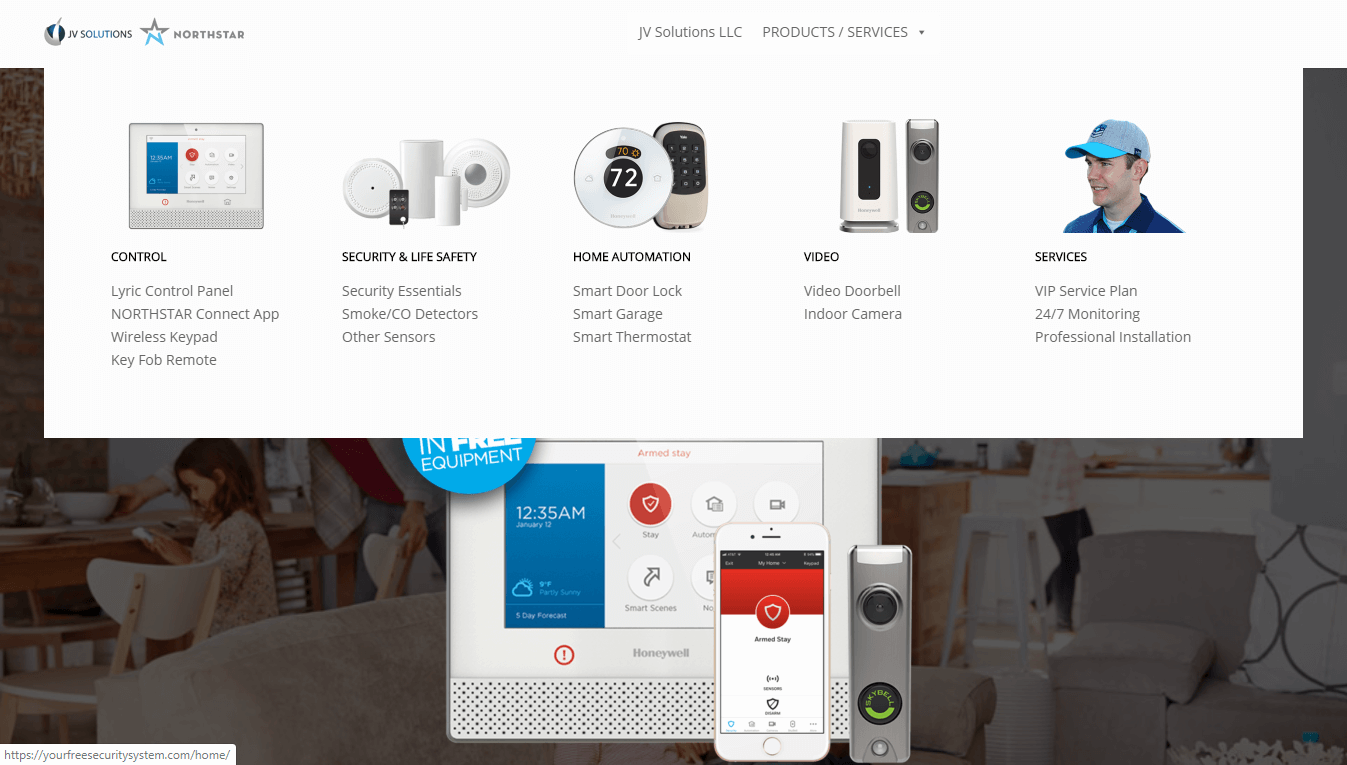 JV SOLUTIONS NORTHSTAR
JV Solutions LLC PRODUCTS / SERVICES
12:35AM
Honeywell
70
72
Honeywell
Yale
Honeywell
CONTROL
SECURITY & LIFE SAFETY
HOME AUTOMATION
VIDEO
SERVICES
Lyric Control Panel
NORTHSTAR Connect App
Wireless Keypad
Key Fob Remote
Security Essentials
Smoke/CO Detectors
Other Sensors
Smart Door Lock
Smart Garage
Smart Thermostat
Video Doorbell
Indoor Camera
VIP Service Plan
24/7 Monitoring
Professional Installation
IN FREE
EQUIPMENT
Armed stay
12:35AM
January 12
9°F
Partly Sunny
5 Day Forecast
Stay
Autom
Smart Scenes
No
Honeywell
Exit My Home Keypad
Armed Stay
SENSORS
DISARM
SKYBELL
https://yourfreesecuritysystem.com/home/